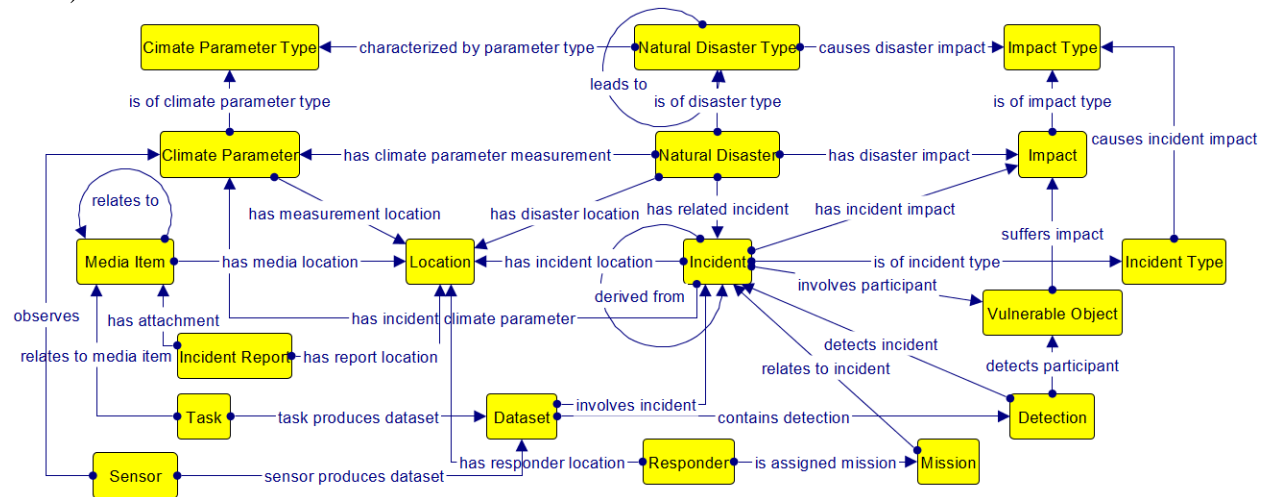 Cimate Parameter Type
characterized by parameter type
Natural Disaster Type
causes disaster impact
Impact Type
leads to
is of climate parameter type
is of disaster type
is of impact type
causes incident impact
Climate Parameter
has climate parameter measurement
Natural Disaster
has disaster impact
Impact
relates to
has measurement location
has disaster location
has related incident
has incident impact
suffers impact
Media Item
has media location
Location
has incident location
Incident
is of incident type
Incident Type
involves participant
derived from
observes
has attachment
has incident climate parameter
Vulnerable Object
relates to media item
Incident Report
has report location
detects incident
relates to incident
detects participant
Task
task produces dataset
Dataset
involves incident
contains detection
Detection
Sensor
sensor produces dataset
has responder location
Responder
is assigned mission
Mission